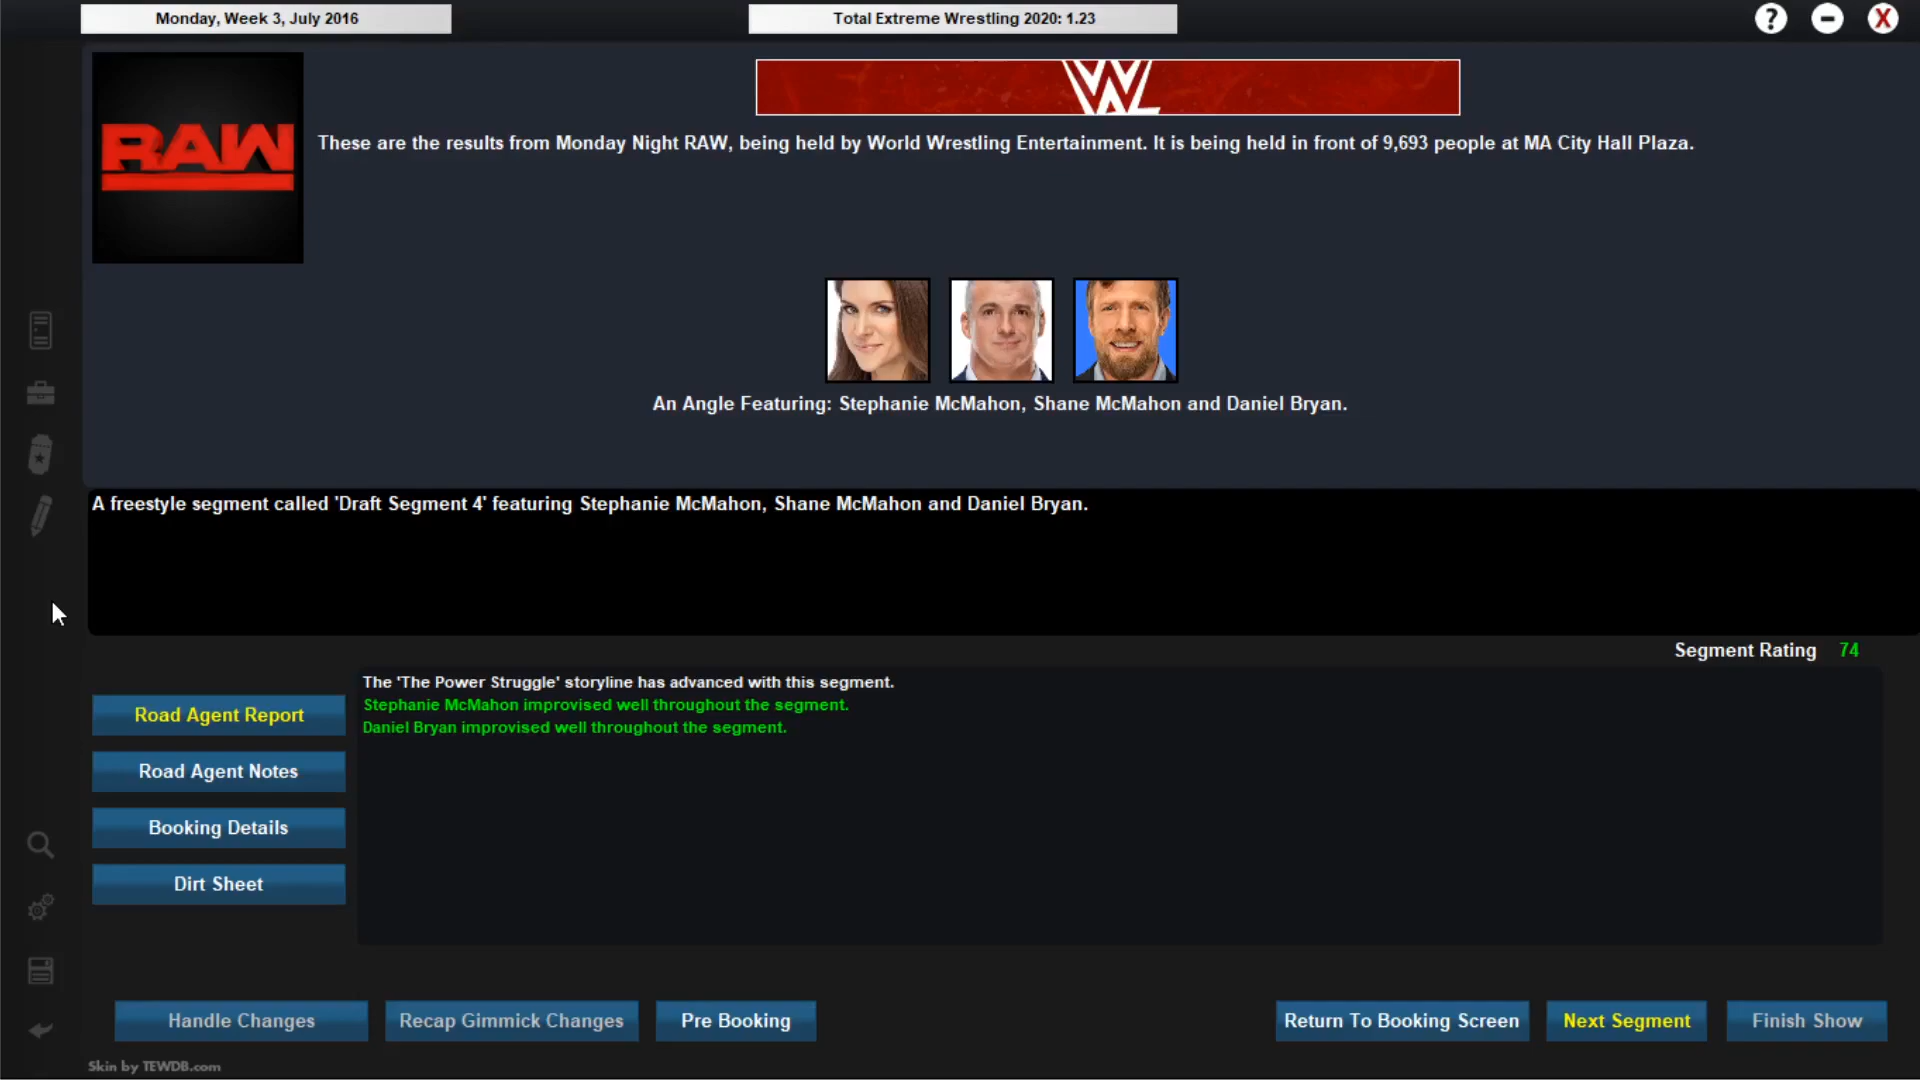 Monday, Week 3, July 2016
Total Extreme Wrestling 2020: 1.23
?
X
RAW
These are the results from Monday Night RAW, being held by World Wrestling Entertainment. It is being held in front of 9,693 people at MA City Hall Plaza.
An Angle Featuring: Stephanie McMahon, Shane McMahon and Daniel Bryan.
A freestyle segment called 'Draft Segment 4' featuring Stephanie McMahon, Shane McMahon and Daniel Bryan.
Segment Rating 74
The 'The Power Struggle' storyline has advanced with this segment.
Stephanie McMahon improvised well throughout the segment.
Daniel Bryan improvised well throughout the segment.
Road Agent Report
Road Agent Notes
Booking Details
Dirt Sheet
Handle Changes
Recap Gimmick Changes
Pre Booking
Return To Booking Screen
Next Segment
Finish Show
Skin by TEWDB.com